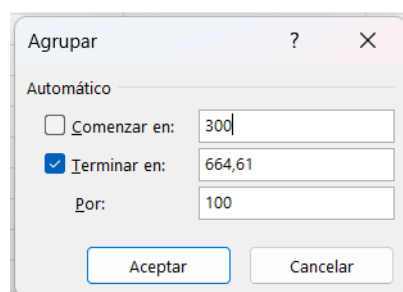 Agrupar ? X
Automático
Comenzar en: 300
Terminar en: 664,61
Por: 100
Aceptar Cancelar